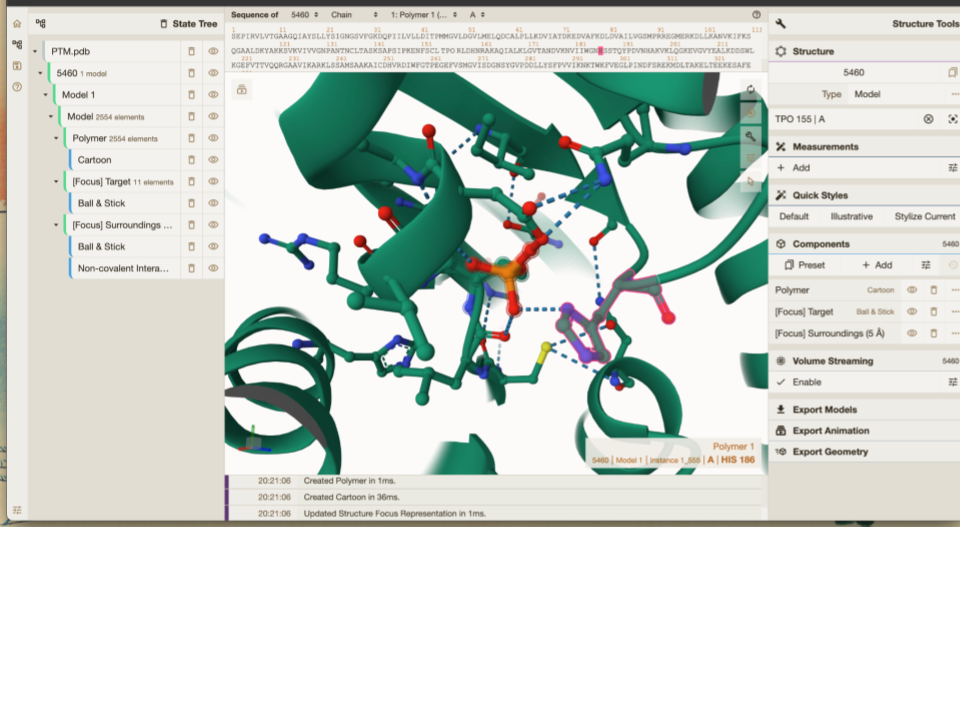 State Tree
PTM.pdb
5460 1 model
Model 1
Model 2554 elements
Polymer 2554 elements
Cartoon
[Focus] Target 11 elements
Ball & Stick
[Focus] Surroundings ...
Ball & Stick
Non-covalent Intera...
Sequence of 5460 Chain 1: Polymer 1 (... A
Polymer 1
5460 | Model 1 | Instance 1_555 | A | HIS 186
20:21:06 Created Polymer in 1ms.
20:21:06 Created Cartoon in 36ms.
20:21:06 Updated Structure Focus Representation in 1ms.
Structure Tools
Structure
5460
Type Model
TPO 155 | A
Measurements
+ Add
Quick Styles
Default Illustrative Stylize Current
Components 5460
Preset + Add
Polymer Cartoon
[Focus] Target Ball & Stick
[Focus] Surroundings (5 Å)
Volume Streaming 5460
Enable
Export Models
Export Animation
Export Geometry